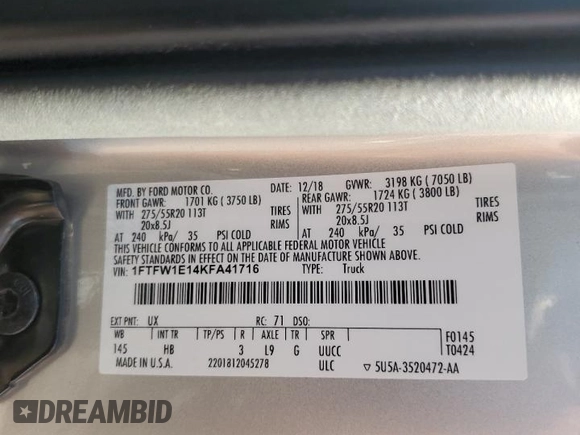 MFD. BY FORD MOTOR CO. 12/18 GVWR: 3198 KG ( 7050 LB)
FRONT GAWR: 1701 KG ( 3750 LB) REAR GAWR: 1724 KG ( 3800 LB)
WITH 275/55R20 113T TIRES WITH 275/55R20 113T TIRES
20x8.5J RIMS 20x8.5J RIMS
AT 240 kPa/ 35 PSI COLD AT 240 kPa/ 35 PSI COLD
THIS VEHICLE CONFORMS TO ALL APPLICABLE FEDERAL MOTOR VEHICLE
SAFETY STANDARDS IN EFFECT ON THE DATE OF MANUFACTURE SHOWN ABOVE.
VIN: 1FTFW1E14KFA41716 TYPE: Truck
EXT PNT: UX RC: 71 DSO:
WB INT TR TP/PS R AXLE TR SPR F0145
145 HB 3 L9 G UUCC T0424
MADE IN U.S.A. 2201812045278 ULC ▽ 5U5A-3520472-AA
DREAMBID